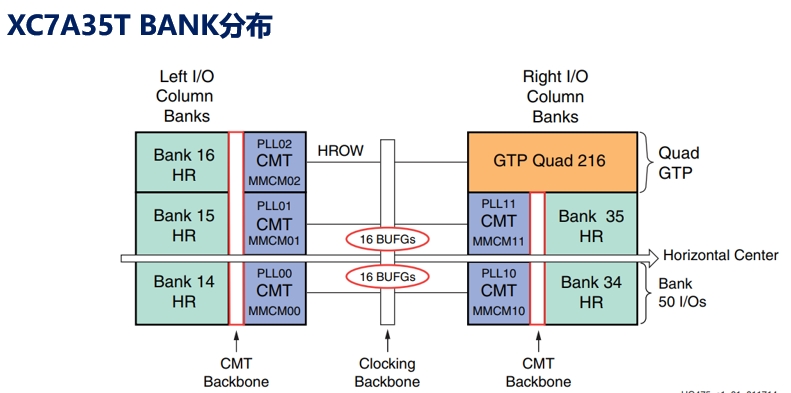 XC7A35T BANK分布
Left I/O
Column
Banks
Right I/O
Column
Banks
Bank 16
HR
PLL02
CMT
MMCM02
HROW
GTP Quad 216
Quad
GTP
Bank 15
HR
PLL01
CMT
MMCM01
16 BUFGs
PLL11
CMT
MMCM11
Bank 35
HR
Horizontal Center
Bank 14
HR
PLL00
CMT
MMCM00
16 BUFGs
PLL10
CMT
MMCM10
Bank 34
HR
Bank
50 I/Os
CMT
Backbone
Clocking
Backbone
CMT
Backbone